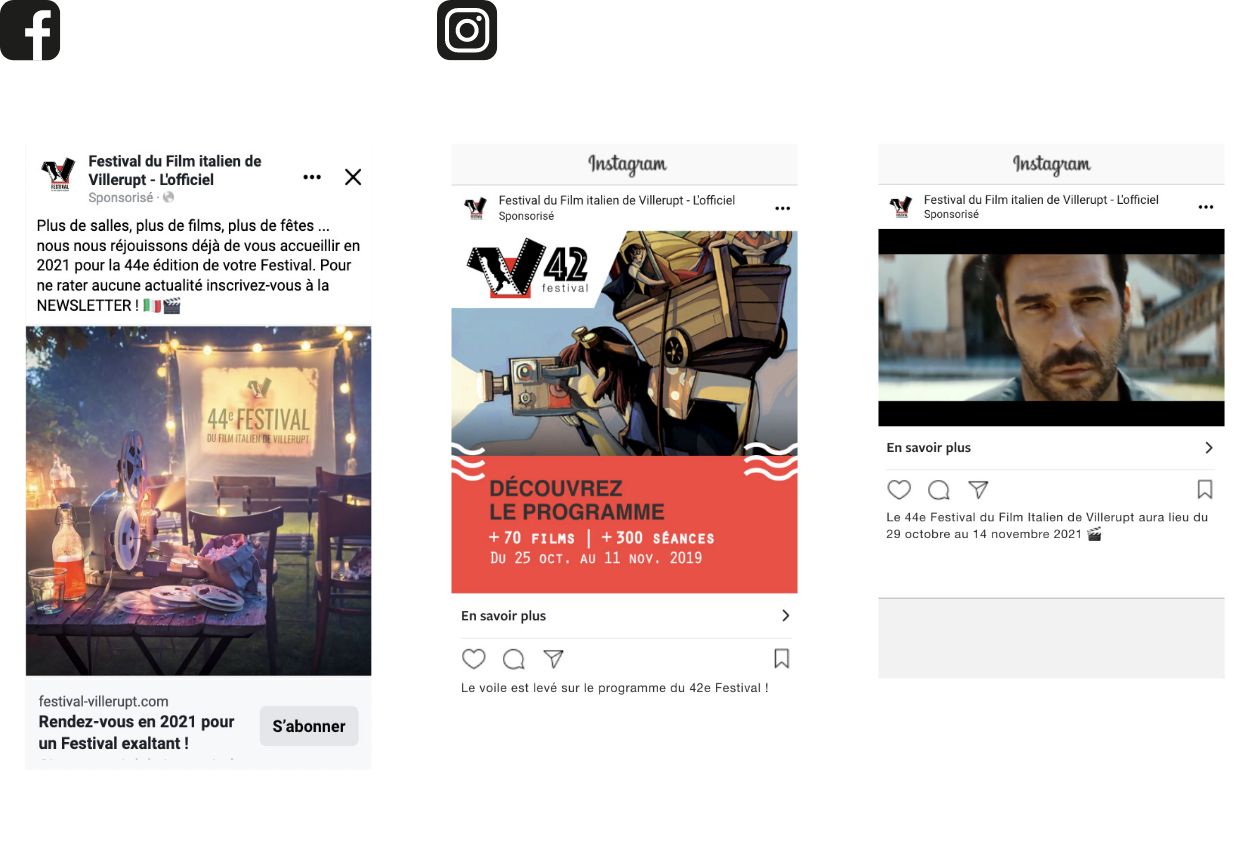 Festival du Film italien de
Villerupt - L'officiel
Sponsorisé ·
Plus de salles, plus de films, plus de fêtes ...
nous nous réjouissons déjà de vous accueillir en
2021 pour la 44e édition de votre Festival. Pour
ne rater aucune actualité inscrivez-vous à la
NEWSLETTER ! 🇮🇹🎬
44e FESTIVAL
DU FILM ITALIEN DE VILLERUPT
festival-villerupt.com
Rendez-vous en 2021 pour
un Festival exaltant !
S'abonner
Instagram
Festival du Film italien de Villerupt - L'officiel
Sponsorisé
42
festival
DÉCOUVREZ
LE PROGRAMME
+70 FILMS | +300 SÉANCES
DU 25 OCT. AU 11 NOV. 2019
En savoir plus
Le voile est levé sur le programme du 42e Festival !
Instagram
Festival du Film italien de Villerupt - L'officiel
Sponsorisé
En savoir plus
Le 44e Festival du Film Italien de Villerupt aura lieu du
29 octobre au 14 novembre 2021 🎬